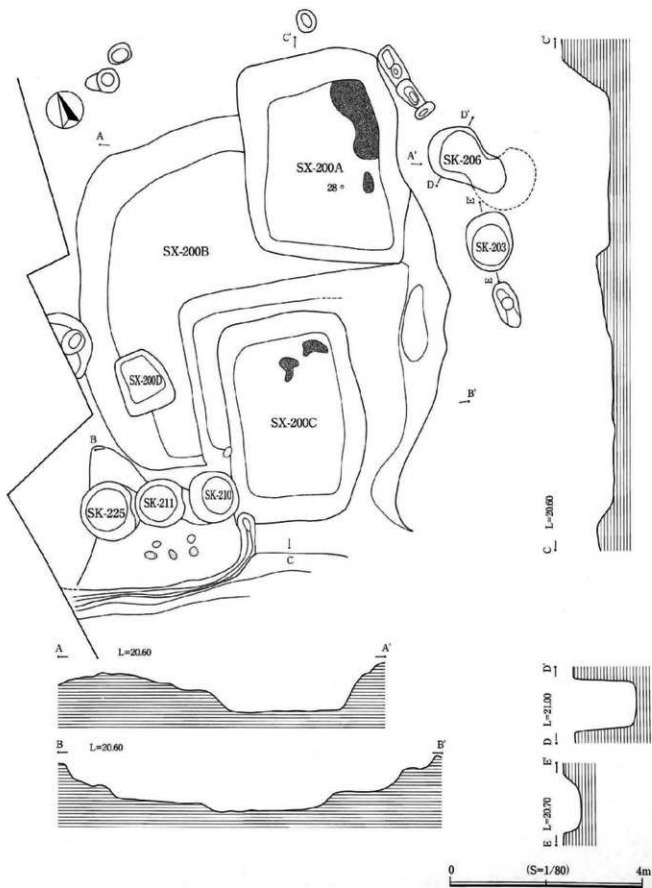 C'
C'
A
D'
SX-200A
A'
SK-206
28
D
E
SX-200B
SK-203
E'
SX-200D
B'
SX-200C
B
SK-210
SK-211
SK-225
C
L=20.60
C
A
L=20.60
A'
D'
L=21.00
D
B
L=20.60
B'
E'
L=20.70
E
0
(S=1/80)
4m